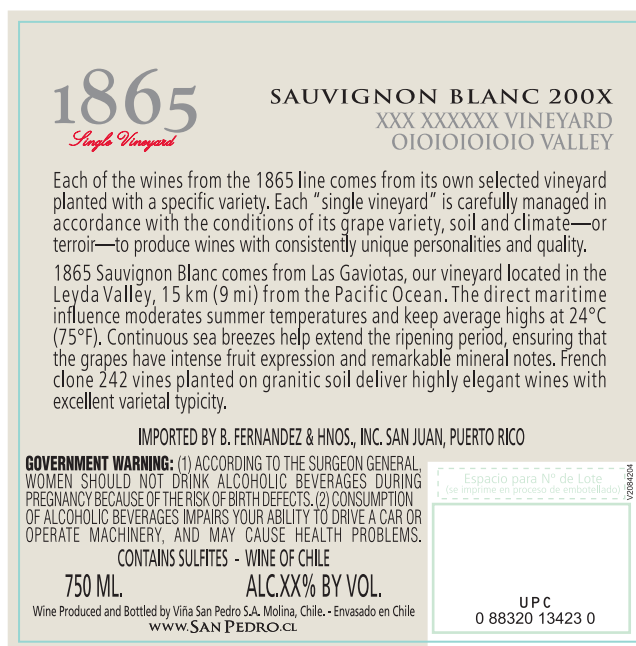 1865
Single Vineyard
SAUVIGNON BLANC 200X
XXX XXXXXX VINEYARD
OIOIOIOIOIO VALLEY
Each of the wines from the 1865 line comes from its own selected vineyard
planted with a specific variety. Each “single vineyard” is carefully managed in
accordance with the conditions of its grape variety, soil and climate—or
terroir—to produce wines with consistently unique personalities and quality.
1865 Sauvignon Blanc comes from Las Gaviotas, our vineyard located in the
Leyda Valley, 15 km (9 mi) from the Pacific Ocean. The direct maritime
influence moderates summer temperatures and keep average highs at 24°C
(75°F). Continuous sea breezes help extend the ripening period, ensuring that
the grapes have intense fruit expression and remarkable mineral notes. French
clone 242 vines planted on granitic soil deliver highly elegant wines with
excellent varietal typicity.
IMPORTED BY B. FERNANDEZ & HNOS., INC. SAN JUAN, PUERTO RICO
GOVERNMENT WARNING: (1) ACCORDING TO THE SURGEON GENERAL,
WOMEN SHOULD NOT DRINK ALCOHOLIC BEVERAGES DURING
PREGNANCY BECAUSE OF THE RISK OF BIRTH DEFECTS. (2) CONSUMPTION
OF ALCOHOLIC BEVERAGES IMPAIRS YOUR ABILITY TO DRIVE A CAR OR
OPERATE MACHINERY, AND MAY CAUSE HEALTH PROBLEMS.
CONTAINS SULFITES - WINE OF CHILE
750 ML. ALC.XX% BY VOL.
Wine Produced and Bottled by Viña San Pedro S.A. Molina, Chile. - Envasado en Chile
WWW.SAN PEDRO.CL
Espacio para Nº de Lote
(se imprime en proceso de embotellado)
V2084204
UPC
0 88320 13423 0